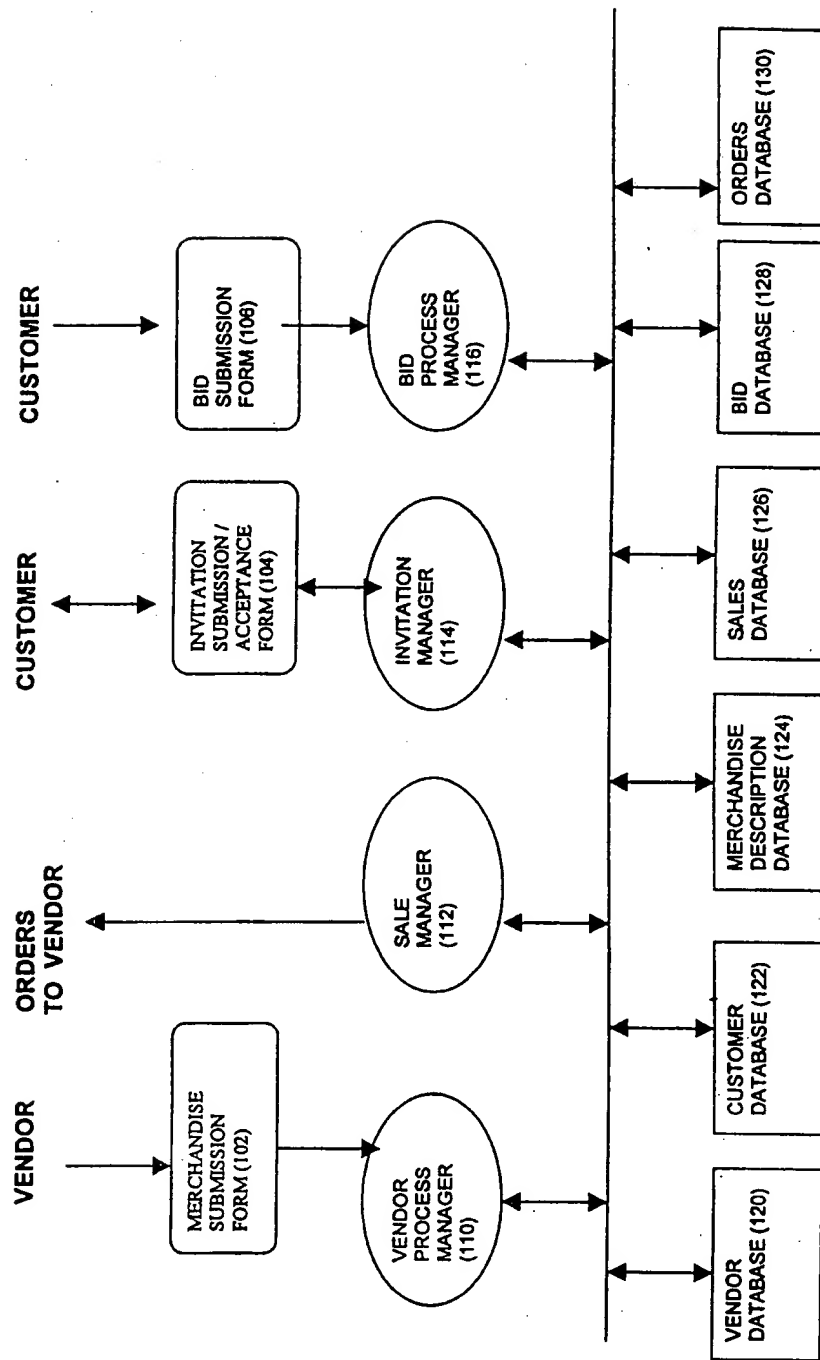 VENDOR
ORDERS
TO VENDOR
CUSTOMER
CUSTOMER
MERCHANDISE
SUBMISSION
FORM (102)
INVITATION
SUBMISSION /
ACCEPTANCE
FORM (104)
BID
SUBMISSION
FORM (106)
VENDOR
PROCESS
MANAGER
(110)
SALE
MANAGER
(112)
INVITATION
MANAGER
(114)
BID
PROCESS
MANAGER
(116)
VENDOR
DATABASE (120)
CUSTOMER
DATABASE (122)
MERCHANDISE
DESCRIPTION
DATABASE (124)
SALES
DATABASE (126)
BID
DATABASE (128)
ORDERS
DATABASE (130)